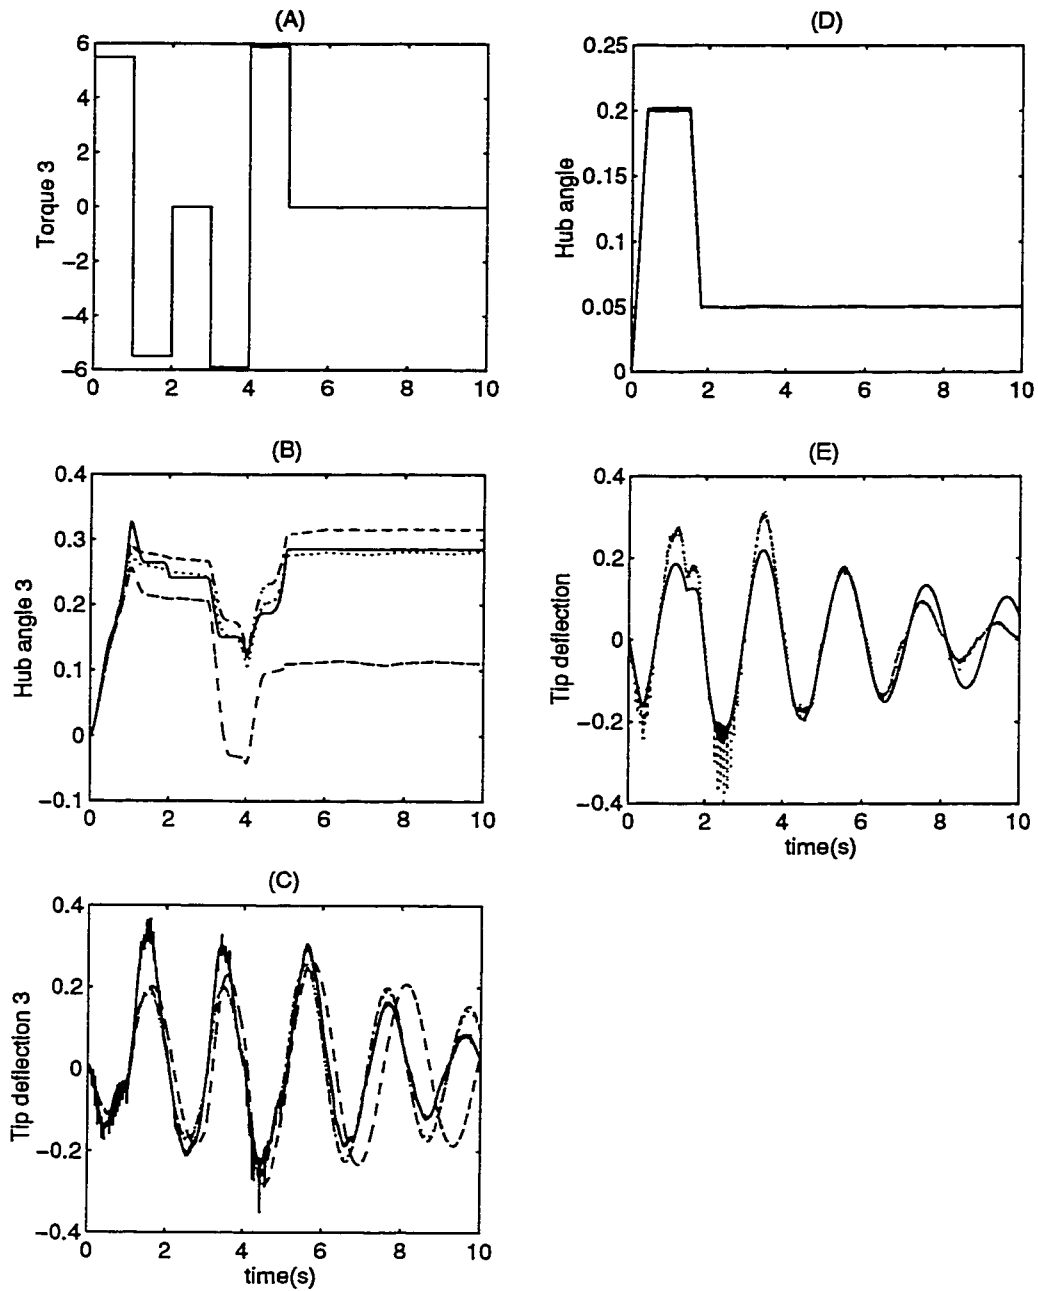 (A)
Torque 3
6
4
2
0
−2
−4
−6
0 2 4 6 8 10
(D)
Hub angle
0.25
0.2
0.15
0.1
0.05
0
0 2 4 6 8 10
(B)
Hub angle 3
0.4
0.3
0.2
0.1
0
−0.1
0 2 4 6 8 10
(E)
Tip deflection
0.4
0.2
0
−0.2
−0.4
0 2 4 6 8 10
time(s)
(C)
Tip deflection 3
0.4
0.2
0
−0.2
−0.4
0 2 4 6 8 10
time(s)